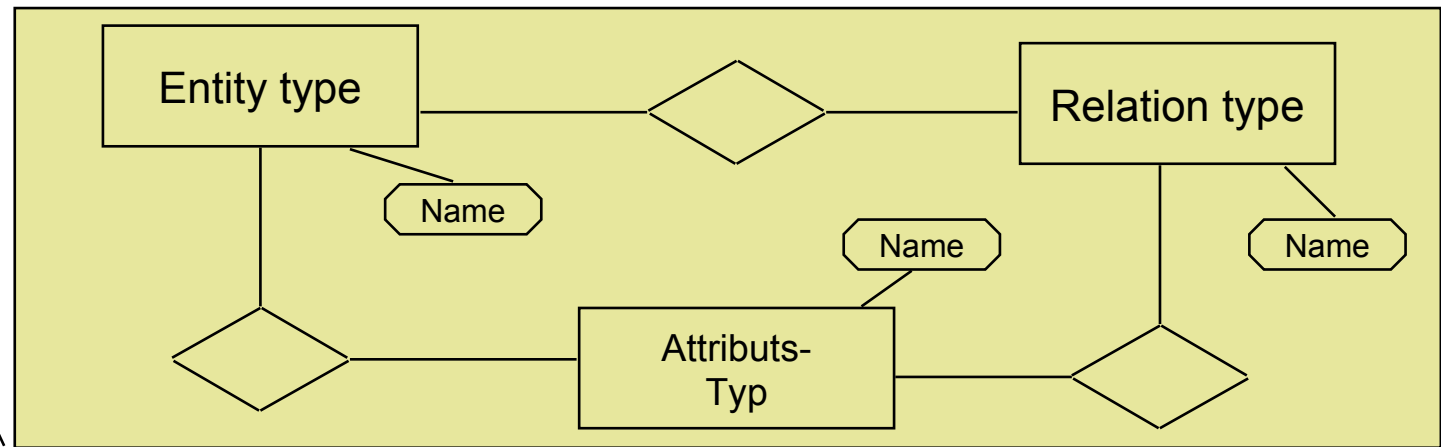 Entity type
Relation type
Name
Name
Name
Attributs-
Typ